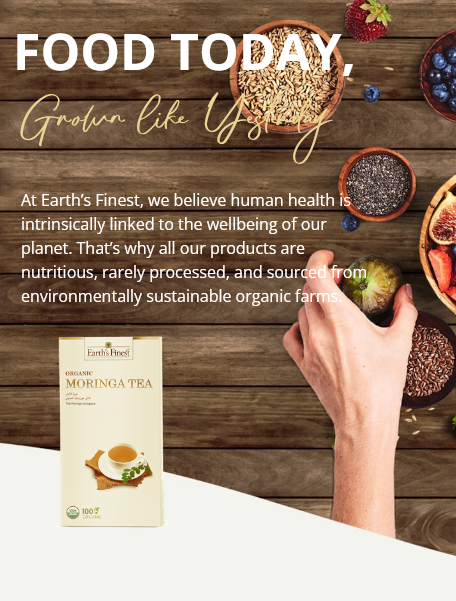 FOOD TODAY,
Grown like Yesterday
At Earth's Finest, we believe human health is
intrinsically linked to the wellbeing of our
planet. That's why all our products are
nutritious, rarely processed, and sourced from
environmentally sustainable organic farms.
Earth's Finest
ORGANIC
MORINGA TEA
100%
ORGANIC